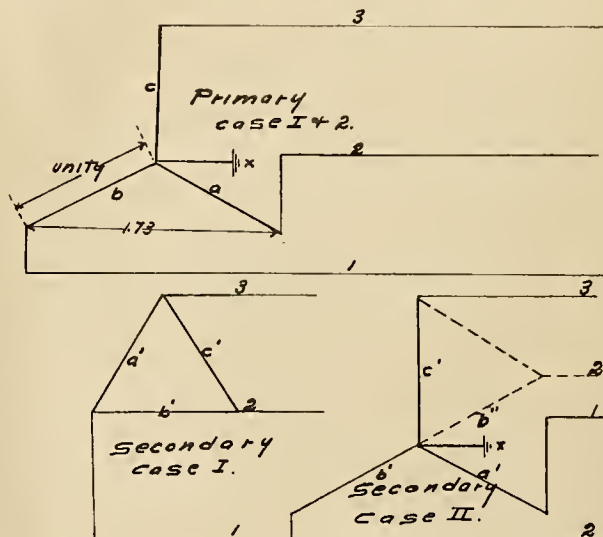 3
c
Primary
case I & 2.
x
2
unity
b
a
1.73
1
3
a'
c'
b'
2
Secondary
case I.
1
3
c'
2
b"
1
x
b'
a'
Secondary
case II.
2